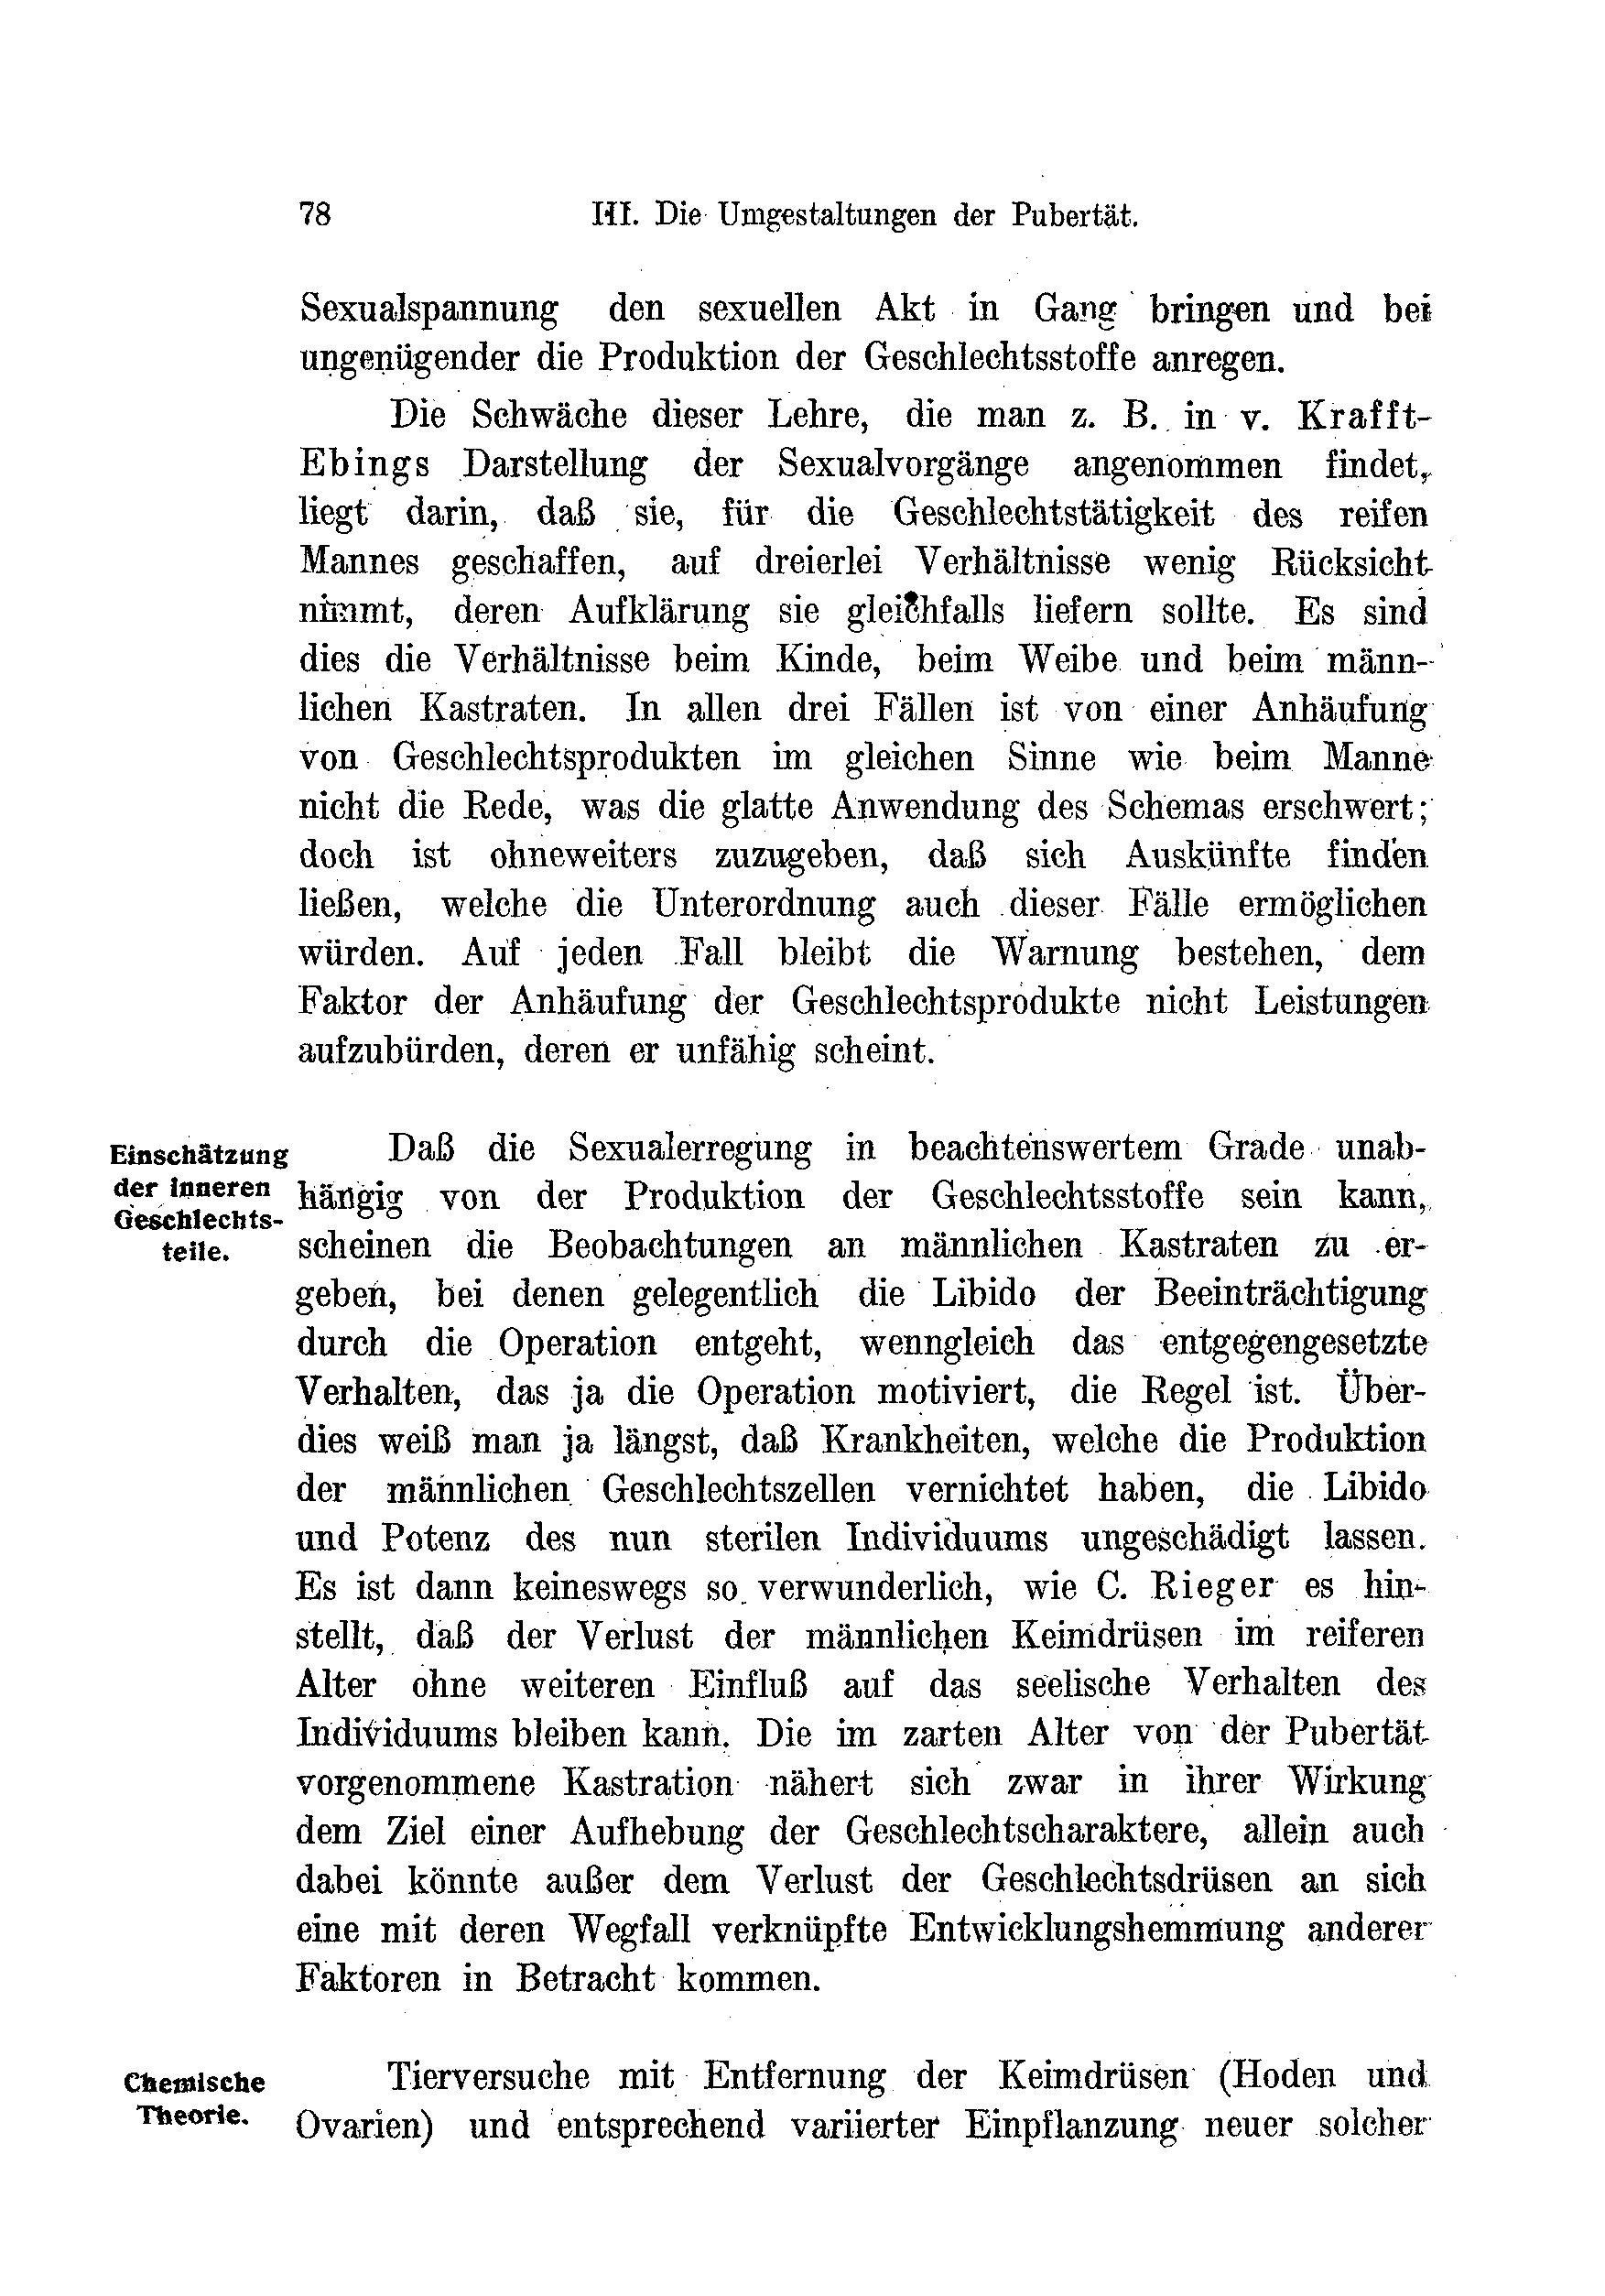 78 III. Die Umgestaltungen der Pubertät.
Sexualspannung den sexuellen Akt in Gang bringen und bei
ungenügender die Produktion der Geschlechtsstoffe anregen.
Die Schwäche dieser Lehre, die man z. B. in v. Krafft-
Ebings Darstellung der Sexualvorgänge angenommen findet,
liegt darin, daß sie, für die Geschlechtstätigkeit des reifen
Mannes geschaffen, auf dreierlei Verhältnisse wenig Rücksicht
nimmt, deren Aufklärung sie gleichfalls liefern sollte. Es sind
dies die Verhältnisse beim Kinde, beim Weibe und beim männ-
lichen Kastraten. In allen drei Fällen ist von einer Anhäufung
von Geschlechtsprodukten im gleichen Sinne wie beim Manne
nicht die Rede, was die glatte Anwendung des Schemas erschwert;
doch ist ohneweiters zuzugeben, daß sich Auskünfte finden
ließen, welche die Unterordnung auch dieser Fälle ermöglichen
würden. Auf jeden Fall bleibt die Warnung bestehen, dem
Faktor der Anhäufung der Geschlechtsprodukte nicht Leistungen
aufzubürden, deren er unfähig scheint.
Einschätzung
der inneren
Geschlechts-
teile.
Daß die Sexualerregung in beachtenswertem Grade unab-
hängig von der Produktion der Geschlechtsstoffe sein kann,
scheinen die Beobachtungen an männlichen Kastraten zu er-
geben, bei denen gelegentlich die Libido der Beeinträchtigung
durch die Operation entgeht, wenngleich das entgegengesetzte
Verhalten, das ja die Operation motiviert, die Regel ist. Über-
dies weiß man ja längst, daß Krankheiten, welche die Produktion
der männlichen Geschlechtszellen vernichtet haben, die Libido
und Potenz des nun sterilen Individuums ungeschädigt lassen.
Es ist dann keineswegs so verwunderlich, wie C. Rieger es hin-
stellt, daß der Verlust der männlichen Keimdrüsen im reiferen
Alter ohne weiteren Einfluß auf das seelische Verhalten des
Individuums bleiben kann. Die im zarten Alter von der Pubertät
vorgenommene Kastration nähert sich zwar in ihrer Wirkung
dem Ziel einer Aufhebung der Geschlechtscharaktere, allein auch
dabei könnte außer dem Verlust der Geschlechtsdrüsen an sich
eine mit deren Wegfall verknüpfte Entwicklungshemmung anderer
Faktoren in Betracht kommen.
Chemische
Theorie.
Tierversuche mit Entfernung der Keimdrüsen (Hoden und
Ovarien) und entsprechend variierter Einpflanzung neuer solcher